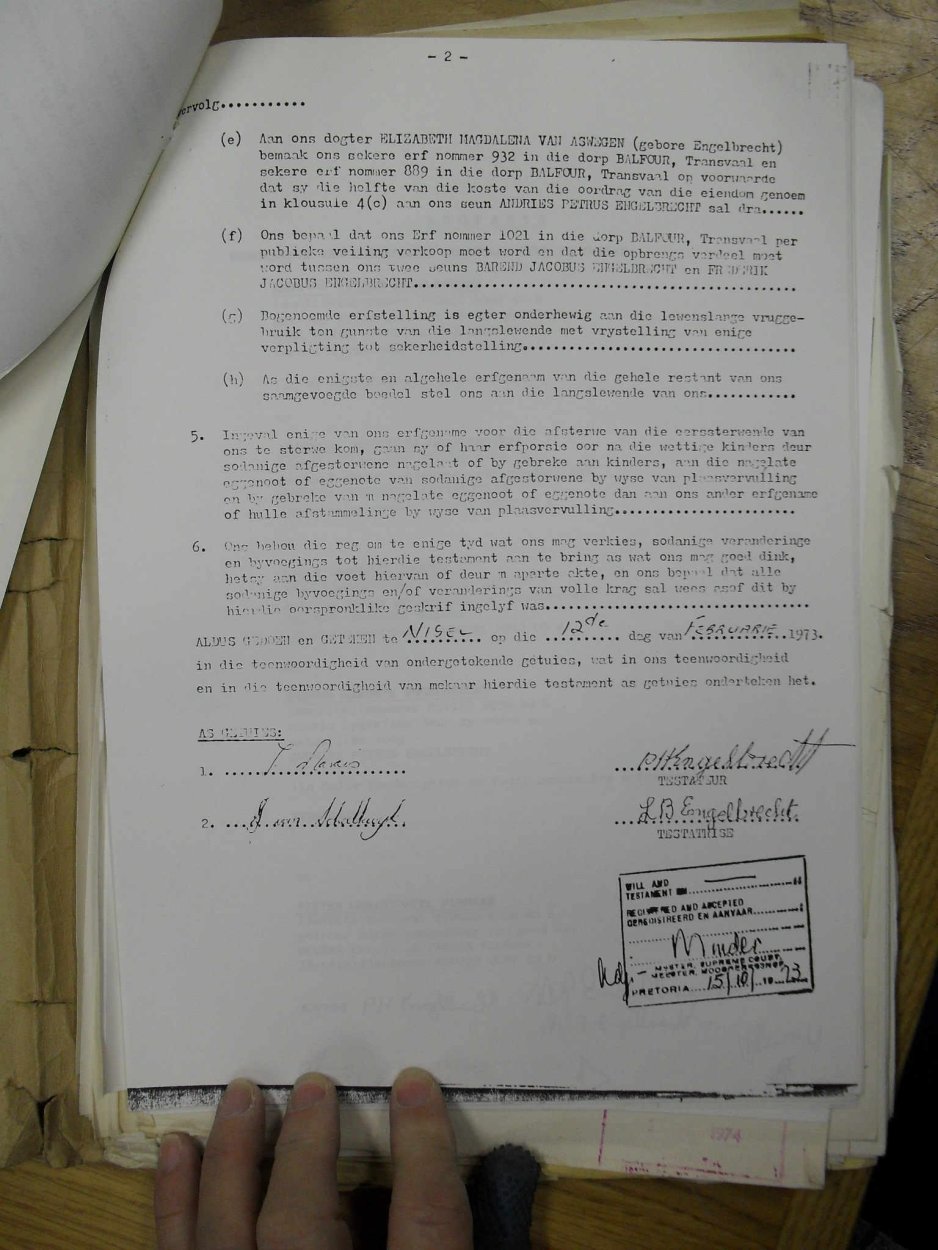 - 2 -
ervolg...........
(e) Aan ons dogter ELIZABETH MAGDALENA VAN ASWEGEN (gebore Engelbrecht)
bemaak ons sekere erf nommer 932 in die dorp BALFOUR, Transvaal en
sekere erf nommer 889 in die dorp BALFOUR, Transvaal op voorwaarde
dat sy die helfte van die koste van die oordrag van die eiendom genoem
in klousule 4(c) aan ons seun ANDRIES PETRUS ENGELBRECHT sal dra......
(f) Ons bepaal dat ons Erf nommer 1021 in die dorp BALFOUR, Transvaal per
publieke veiling verkoop moet word en dat die opbrengs verdeel moet
word tussen ons twee seuns BAREND JACOBUS ENGELBRECHT en FREDERIK
JACOBUS ENGELBRECHT.............................................
(g) Bogenoemde erfstelling is egter onderhewig aan die lewenslange vrugge-
bruik ten gunste van die langslewende met vrystelling van enige
verpligting tot sekerheidstelling................................
(h) As die enigste en algehele erfgenaam van die gehele restant van ons
saamgevoegde boedel stel ons aan die langslewende van ons...........
5. Ingeval enige van ons erfgename voor die afsterwe van die eerssterwende van
ons te sterwe kom, gaan sy of haar erfporsie oor na die wettige kinders deur
sodanige afgestorwene nagelaat of by gebreke aan kinders, aan die nagelate
eggenoot of eggenote van sodanige afgestorwene by wyse van plaasvervulling
en by gebreke van 'n nagelate eggenoot of eggenote dan aan ons ander erfgename
of hulle afstammelinge by wyse van plaasvervulling.....................
6. Ons behou die reg om te enige tyd wat ons mag verkies, sodanige veranderinge
en byvoegings tot hierdie testament aan te bring as wat ons mag goed dink,
hetsy aan die voet hiervan of deur 'n aparte akte, en ons bepaal dat alle
sodanige byvoegings en/of veranderings van volle krag sal wees asof dit by
hierdie oorspronklike geskrif ingelyf was................................
ALDUS GEDOEN en GETEKEN te NIGEL op die 12de dag van FEBRUARIE 1973.
in die teenwoordigheid van ondergetekende getuies, wat in ons teenwoordigheid
en in die teenwoordigheid van mekaar hierdie testament as getuies onderteken het.
AS GETUIES:
1. ........................ Engelbrecht
TESTATEUR
2. ........................ L B Engelbrecht
TESTATRISE
WILL AND
TESTAMENT
REGISTERED AND ACCEPTED
GEREGISTREERD EN AANVAAR
MASTER, SUPREME COURT,
MEESTER, HOOGGEREGSHOF
PRETORIA 15/10/1973
1974